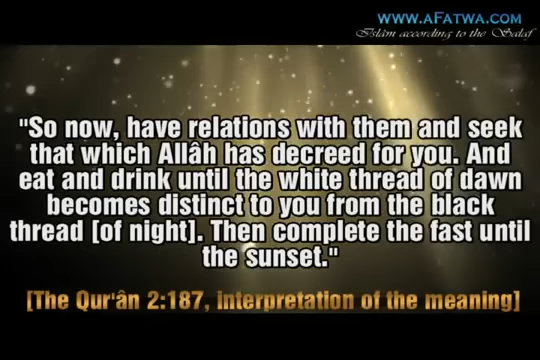 www.aFatwa.com
Islâm according to the Salaf
"So now, have relations with them and seek
that which Allâh has decreed for you. And
eat and drink until the white thread of dawn
becomes distinct to you from the black
thread [of night]. Then complete the fast until
the sunset."
[The Qur'ân 2:187, interpretation of the meaning]